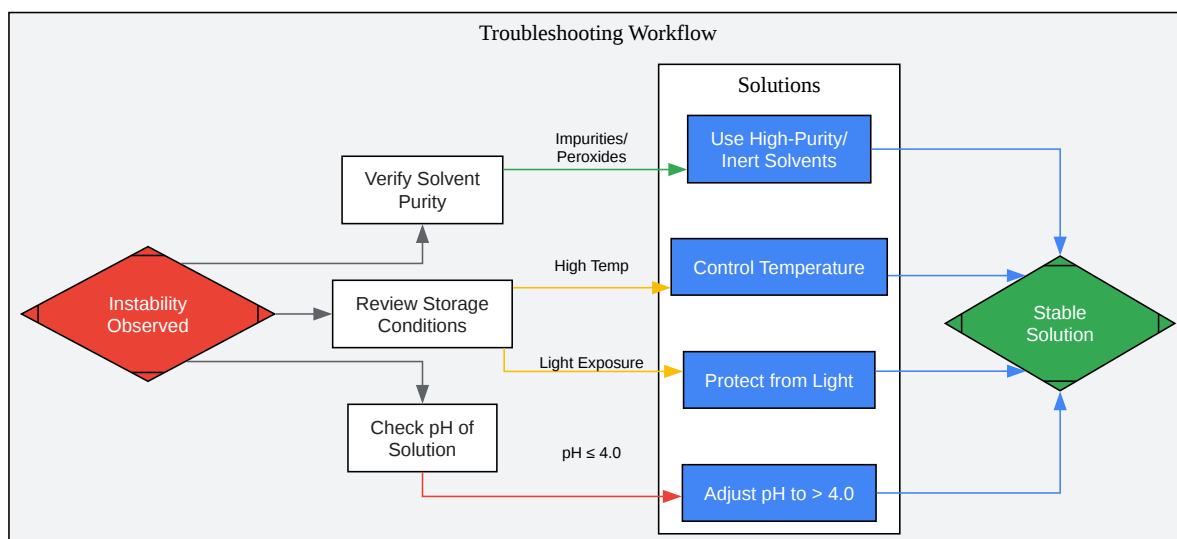 Troubleshooting Workflow
Solutions
Impurities/
Peroxides
Use High-Purity/
Inert Solvents
Verify Solvent
Purity
High Temp
Control Temperature
Instability
Observed
Review Storage
Conditions
Stable
Solution
Light Exposure
Protect from Light
Check pH of
Solution
pH ≤ 4.0
Adjust pH to > 4.0